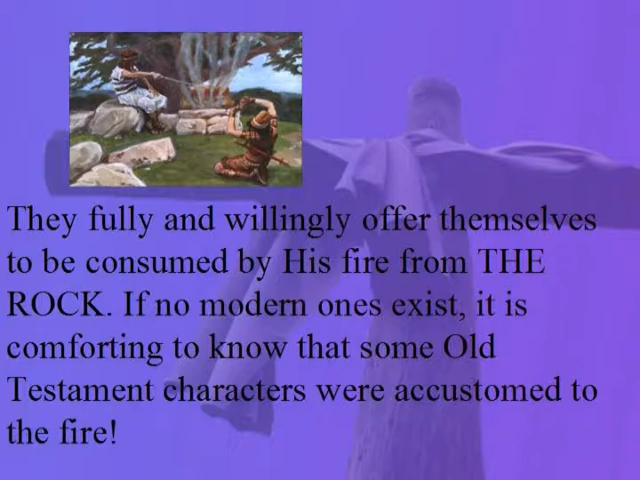 They fully and willingly offer themselves
to be consumed by His fire from THE
ROCK. If no modern ones exist, it is
comforting to know that some Old
Testament characters were accustomed to
the fire!